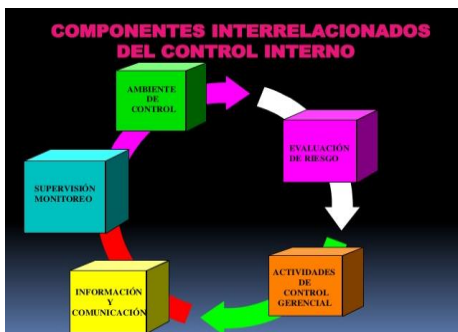 COMPONENTES INTERRELACIONADOS
DEL CONTROL INTERNO
AMBIENTE
DE
CONTROL
EVALUACIÓN
DE RIESGO
SUPERVISIÓN
MONITOREO
ACTIVIDADES
DE
CONTROL
GERENCIAL
INFORMACIÓN
Y
COMUNICACIÓN